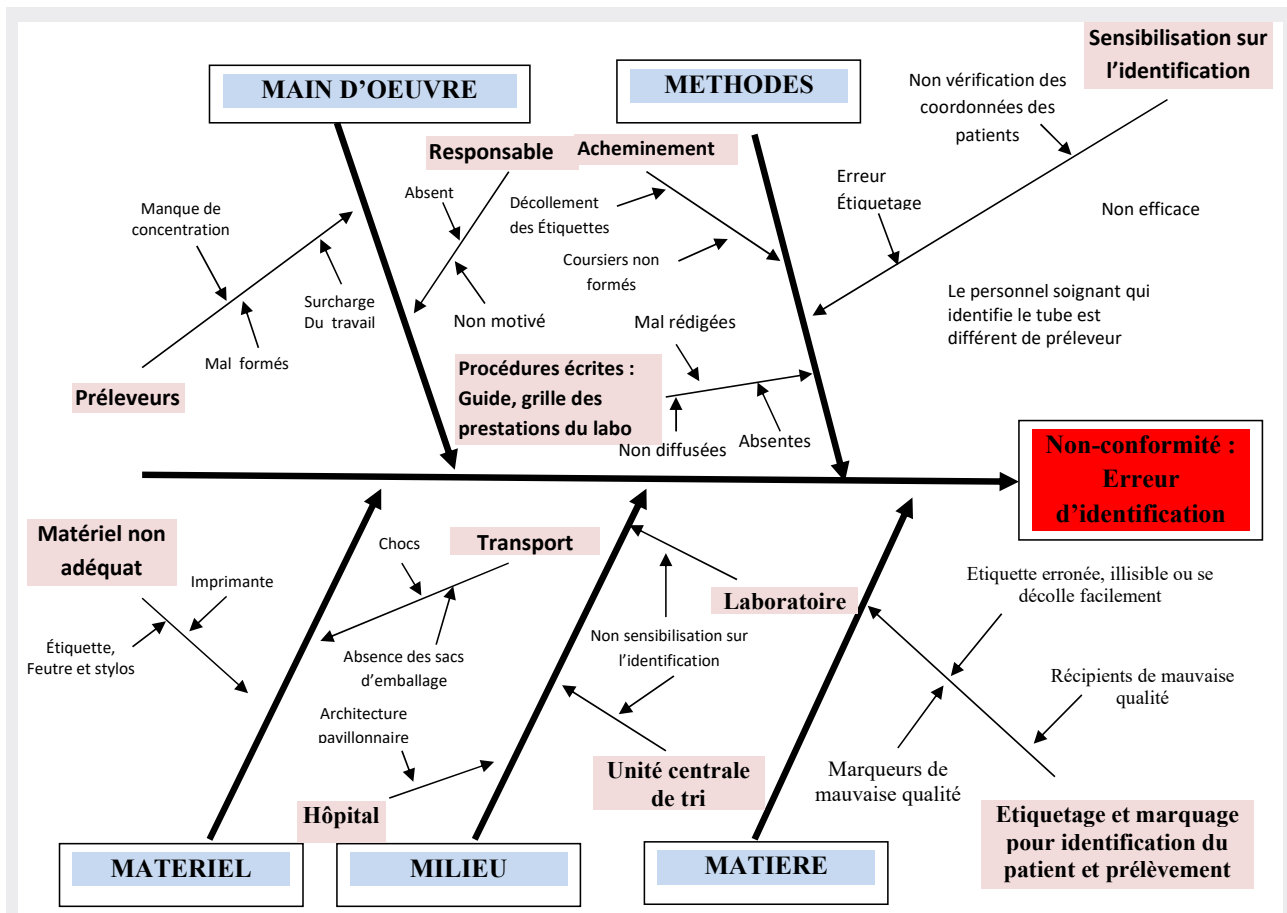 Sensibilisation sur
l'identification
MAIN D'OEUVRE
METHODES
Non vérification des
coordonnées des
patients
Responsable
Acheminement
Absent
Décollement
des Étiquettes
Erreur
Étiquetage
Manque de
concentration
Non efficace
Coursiers non
formés
Surcharge
Du travail
Non motivé
Le personnel soignant qui
identifie le tube est
différent de préleveur
Mal formés
Mal rédigées
Préleveurs
Procédures écrites :
Guide, grille des
prestations du labo
Non diffusées
Absentes
Non-conformité :
Erreur
d'identification
Matériel non
adéquat
Chocs
Transport
Imprimante
Etiquette erronée, illisible ou se
décolle facilement
Laboratoire
Étiquette,
Feutre et stylos
Absence des sacs
d'emballage
Non sensibilisation sur
l'identification
Récipients de mauvaise
qualité
Architecture
pavillonnaire
Unité centrale
de tri
Marqueurs de
mauvaise qualité
Hôpital
Etiquetage et marquage
pour identification du
patient et prélèvement
MATERIEL
MILIEU
MATIERE